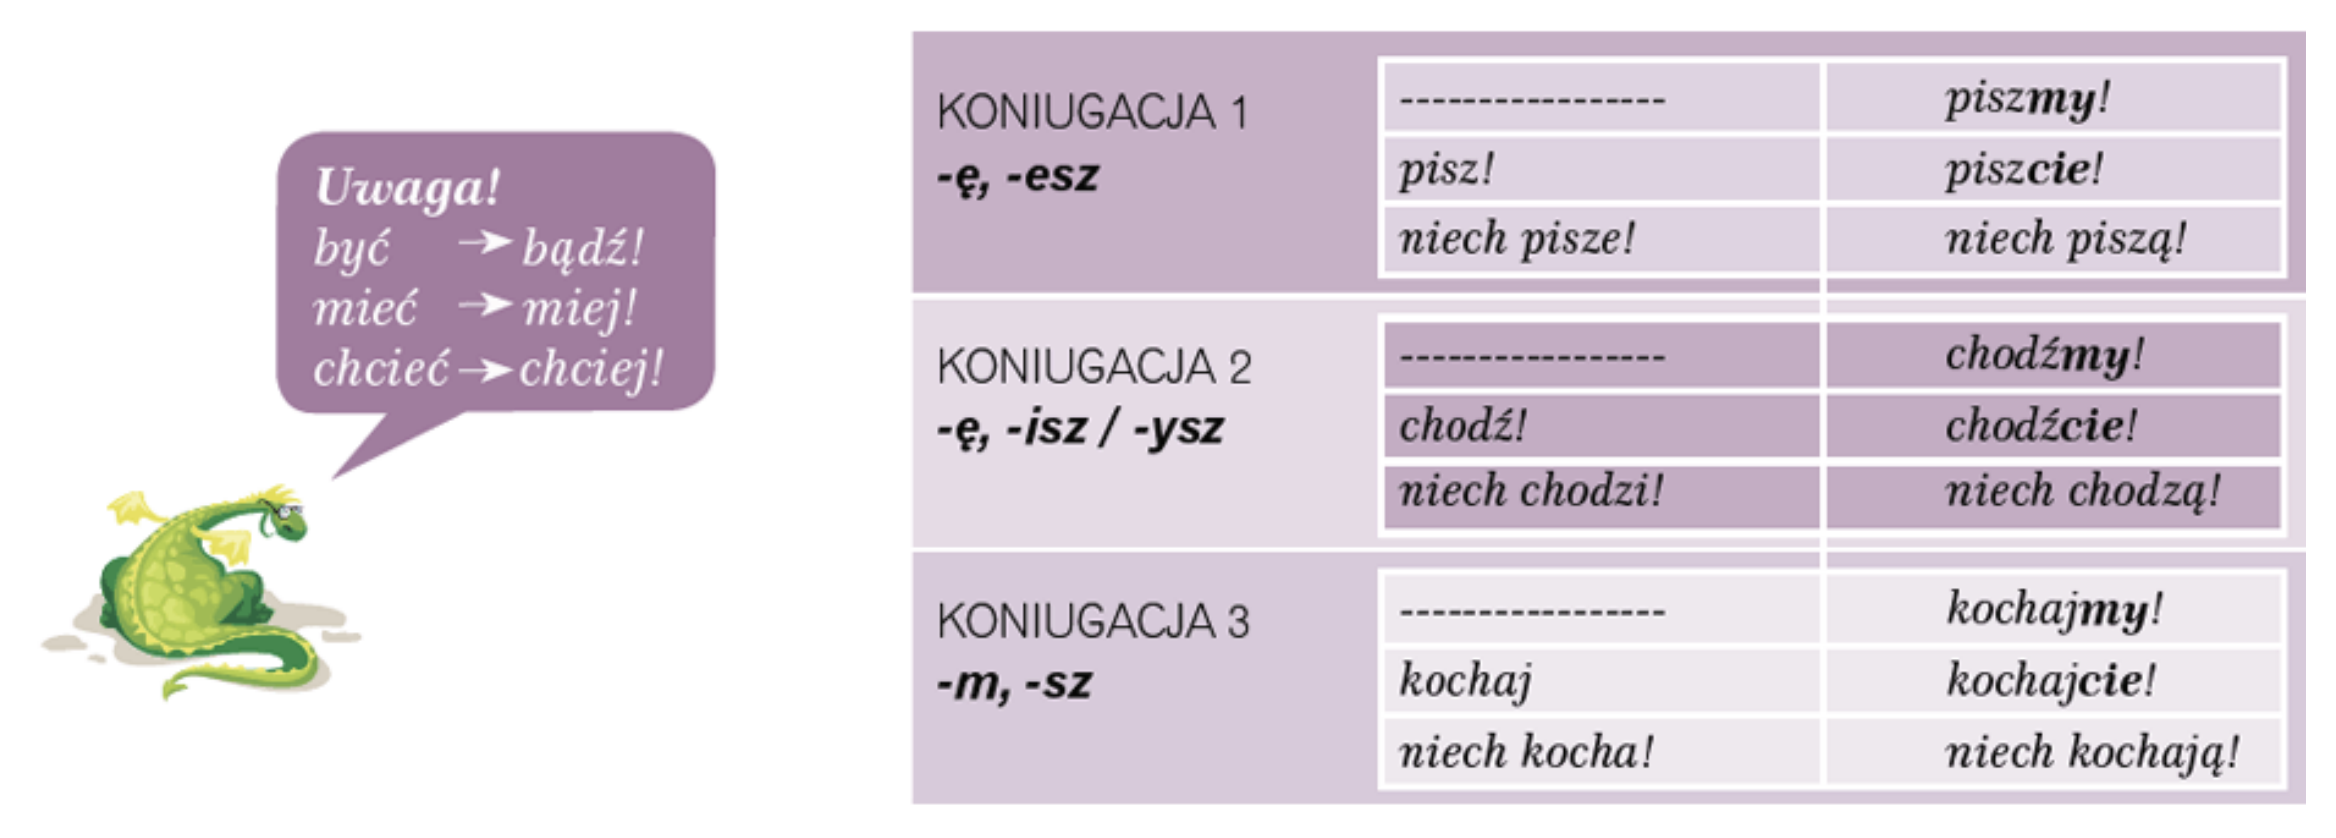 Uwaga!
być → bądź!
mieć → miej!
chcieć → chciej!
KONIUGACJA 1
-ę, -esz
----------------- piszmy!
pisz! piszcie!
niech pisze! niech piszą!
KONIUGACJA 2
-ę, -isz / -ysz
----------------- chodźmy!
chodź! chodźcie!
niech chodzi! niech chodzą!
KONIUGACJA 3
-m, -sz
----------------- kochajmy!
kochaj kochajcie!
niech kocha! niech kochają!